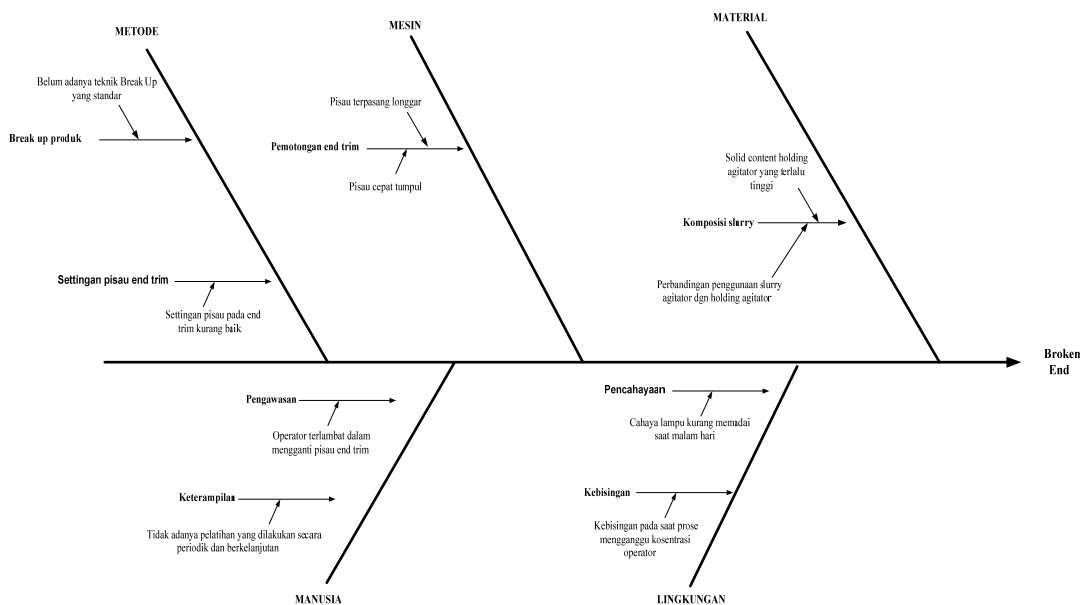 METODE
Belum adanya teknik Break Up
yang standar
Break up produk
Settingan pisau end trim
Settingan pisau pada end
trim kurang baik
MESIN
Pisau terpasang longgar
Pemotongan end trim
Pisau cepat tumpul
MATERIAL
Solid content holding
agitator yang terlalu
tinggi
Komposisi slurry
Perbandingan penggunaan slurry
agitator dgn holding agitator
Broken
End
Pengawasan
Operator terlambat dalam
mengganti pisau end trim
Keterampilan
Tidak adanya pelatihan yang dilakukan secara
periodik dan berkelanjutan
MANUSIA
Pencahayaan
Cahaya lampu kurang memadai
saat malam hari
Kebisingan
Kebisingan pada saat prose
mengganggu kosentrasi
operator
LINGKUNGAN